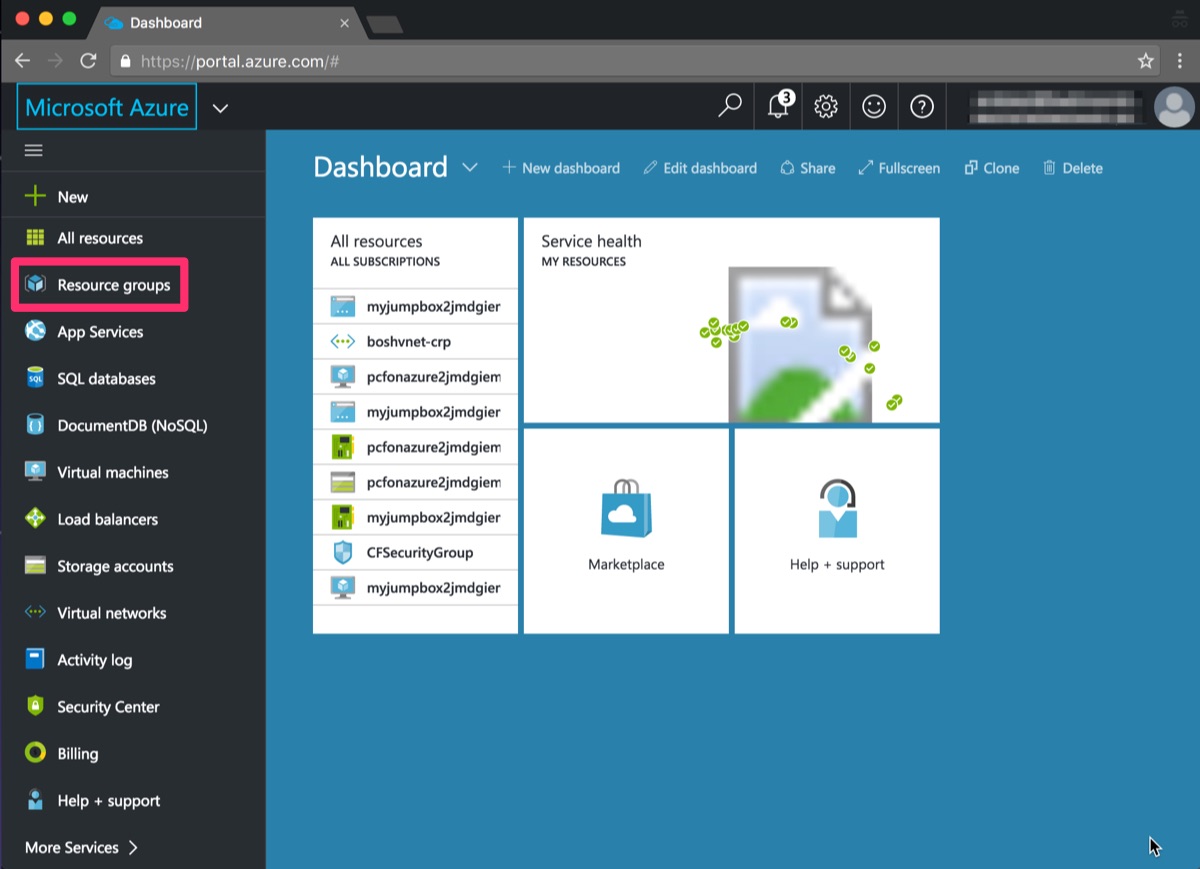 Dashboard
https://portal.azure.com/#
Microsoft Azure
3
New
All resources
Resource groups
App Services
SQL
SQL databases
DocumentDB (NoSQL)
Virtual machines
Load balancers
Storage accounts
Virtual networks
Activity log
Security Center
Billing
Help + support
More Services
Dashboard
New dashboard
Edit dashboard
Share
Fullscreen
Clone
Delete
All resources
ALL SUBSCRIPTIONS
myjumpbox2jmdgier
boshvnet-crp
pcfonazure2jmdgiem
myjumpbox2jmdgier
pcfonazure2jmdgiem
pcfonazure2jmdgiem
myjumpbox2jmdgier
CFSecurityGroup
myjumpbox2jmdgier
Service health
MY RESOURCES
Marketplace
Help + support